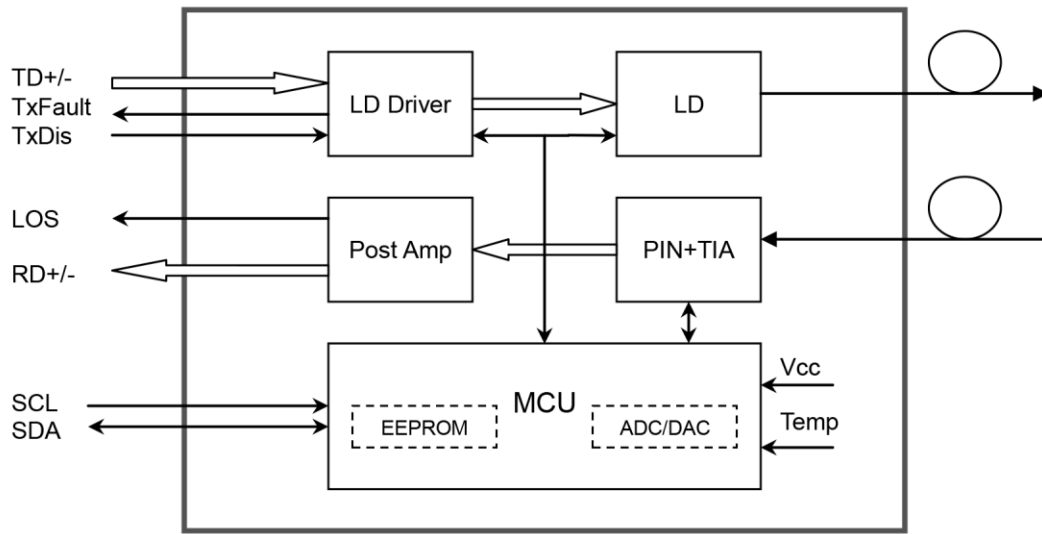 TD+/-
TxFault
TxDis
LD Driver
LD
LOS
RD+/-
Post Amp
PIN+TIA
SCL
SDA
MCU
EEPROM
ADC/DAC
Vcc
Temp